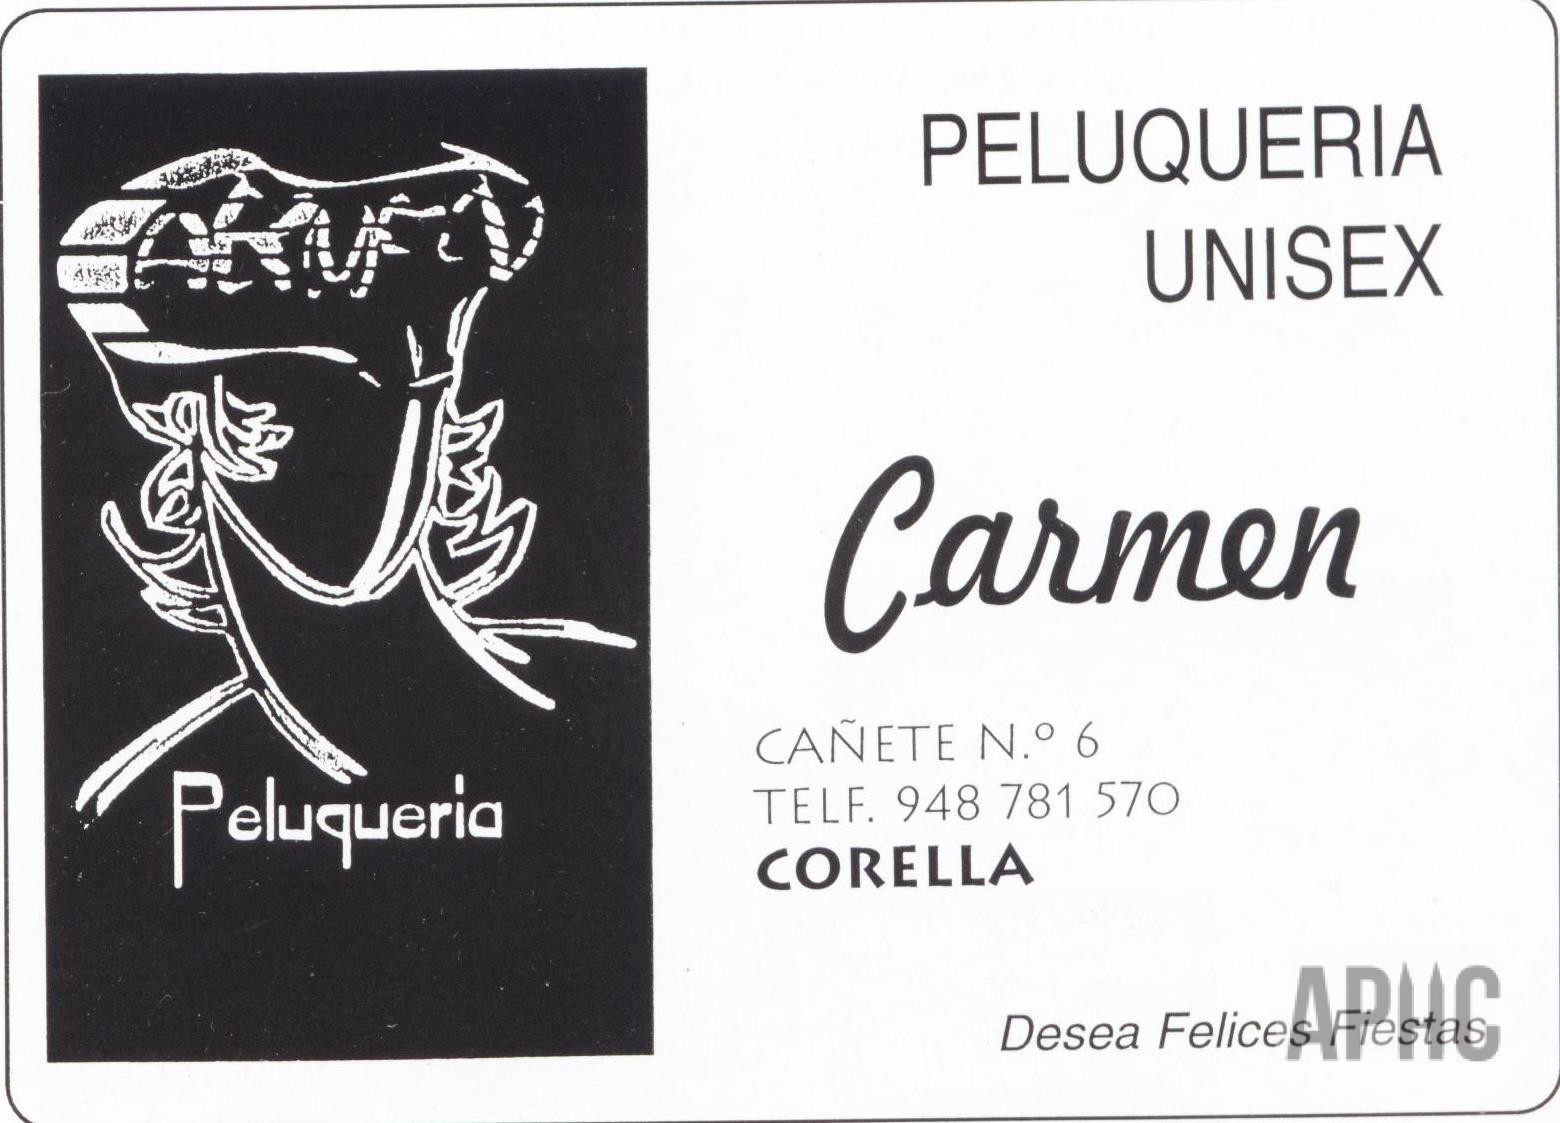 Peluqueria
PELUQUERIA
UNISEX
Carmen
CAÑETE N.º 6
TELF. 948 781 570
CORELLA
Desea Felices Fiestas
APHC